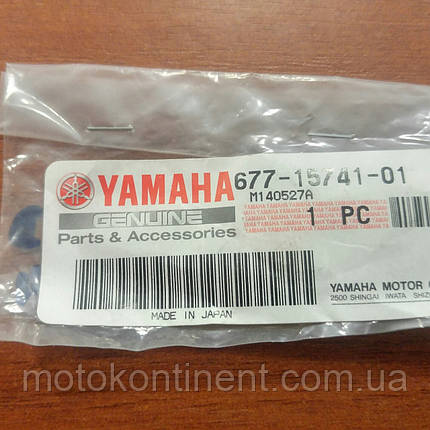 YAMAHA 677-15741-01
GENUINE M140527A
Parts & Accessories 1 PC
YAMAHA MOTOR
2500 SHINGAI IWATA
MADE IN JAPAN
motokontinent.com.ua